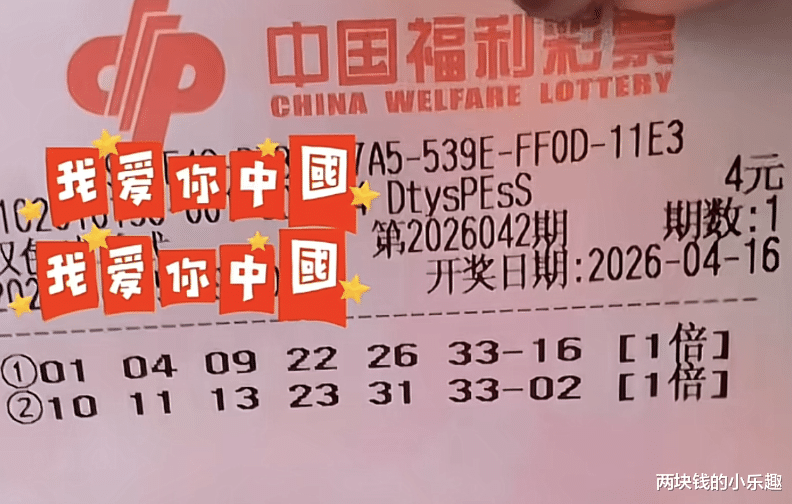 中国福利彩票
CHINA WELFARE LOTTERY
7A5-539E-FF0D-11E3
我爱你中國
DtysPEsS 4元
第2026042期 期数:1
我爱你中國
开奖日期:2026-04-16
①01 04 09 22 26 33-16 [1倍]
②10 11 13 23 31 33-02 [1倍]
两块钱的小乐趣